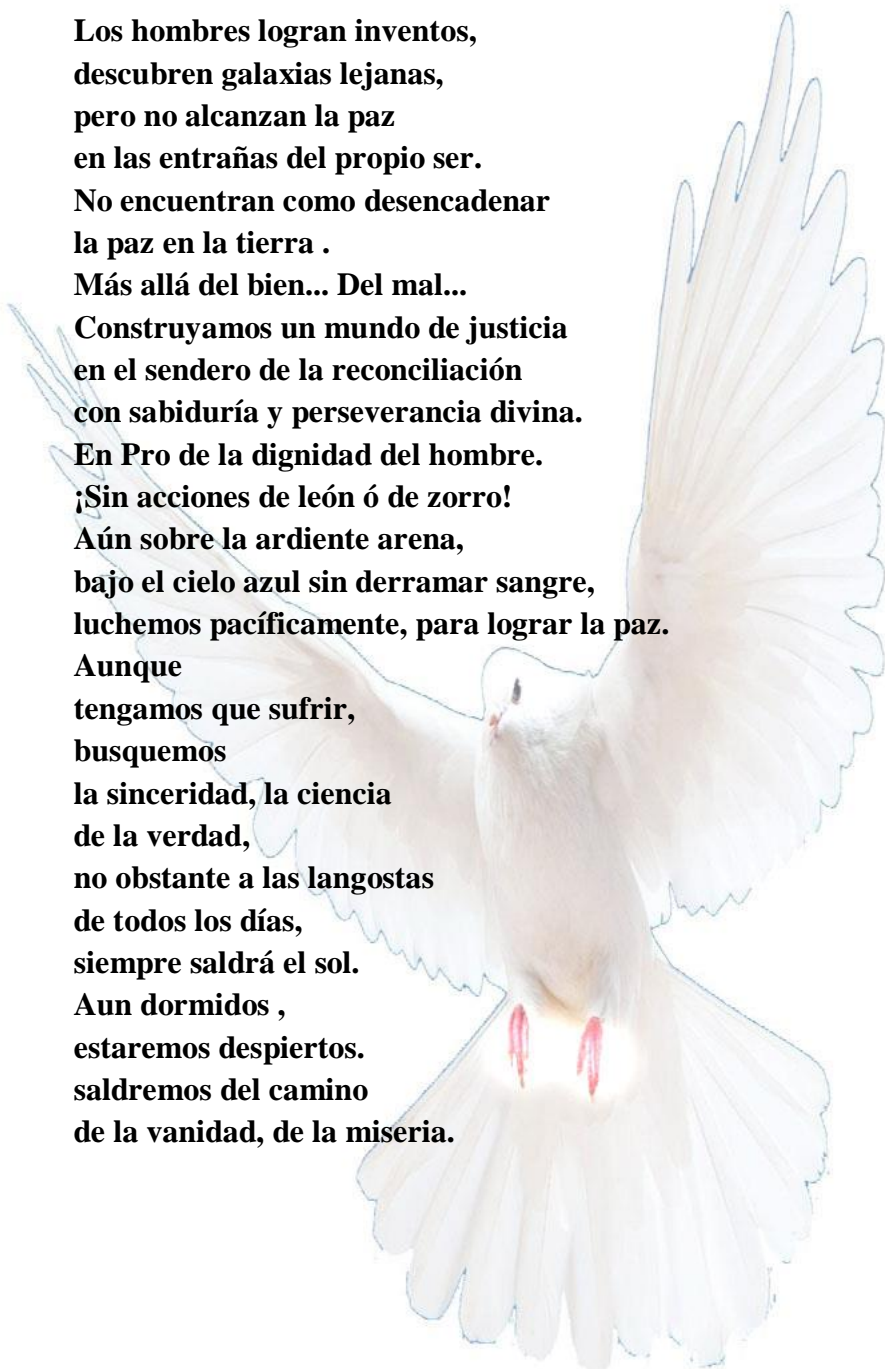 Los hombres logran inventos,
descubren galaxias lejanas,
pero no alcanzan la paz
en las entrañas del propio ser.
No encuentran como desencadenar
la paz en la tierra .
Más allá del bien... Del mal...
Construyamos un mundo de justicia
en el sendero de la reconciliación
con sabiduría y perseverancia divina.
En Pro de la dignidad del hombre.
¡Sin acciones de león ó de zorro!
Aún sobre la ardiente arena,
bajo el cielo azul sin derramar sangre,
luchemos pacíficamente, para lograr la paz.
Aunque
tengamos que sufrir,
busquemos
la sinceridad, la ciencia
de la verdad,
no obstante a las langostas
de todos los días,
siempre saldrá el sol.
Aun dormidos ,
estaremos despiertos.
saldremos del camino
de la vanidad, de la miseria.